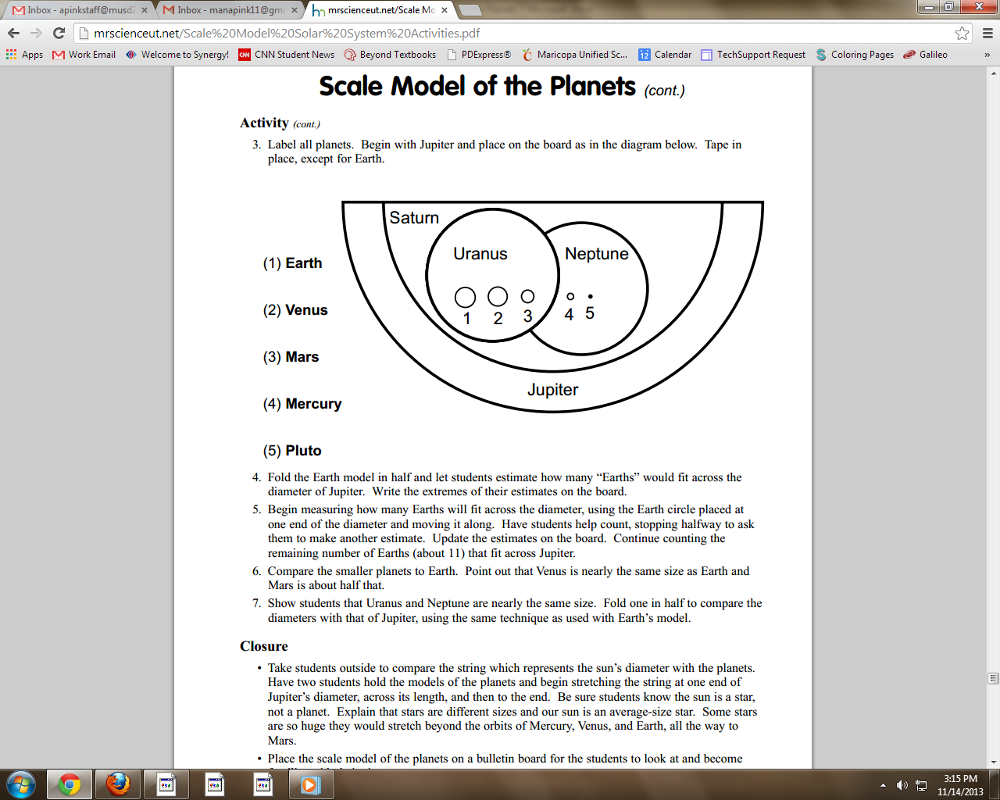 Inbox - apinkstaff@musd2
Inbox - manapink11@gma
mrscienceut.net/Scale Mo
mrscienceut.net/Scale%20Model%20Solar%20System%20Activities.pdf
Apps
Work Email
Welcome to Synergy!
CNN Student News
Beyond Textbooks
PDExpress®
Maricopa Unified Sc...
12 Calendar
TechSupport Request
Coloring Pages
Galileo
»
Scale Model of the Planets (cont.)
Activity (cont.)
3. Label all planets. Begin with Jupiter and place on the board as in the diagram below. Tape in
place, except for Earth.
Saturn
Uranus
Neptune
1 2 3 4 5
Jupiter
(1) Earth
(2) Venus
(3) Mars
(4) Mercury
(5) Pluto
4. Fold the Earth model in half and let students estimate how many “Earths” would fit across the
diameter of Jupiter. Write the extremes of their estimates on the board.
5. Begin measuring how many Earths will fit across the diameter, using the Earth circle placed at
one end of the diameter and moving it along. Have students help count, stopping halfway to ask
them to make another estimate. Update the estimates on the board. Continue counting the
remaining number of Earths (about 11) that fit across Jupiter.
6. Compare the smaller planets to Earth. Point out that Venus is nearly the same size as Earth and
Mars is about half that.
7. Show students that Uranus and Neptune are nearly the same size. Fold one in half to compare the
diameters with that of Jupiter, using the same technique as used with Earth’s model.
Closure
• Take students outside to compare the string which represents the sun’s diameter with the planets.
Have two students hold the models of the planets and begin stretching the string at one end of
Jupiter’s diameter, across its length, and then to the end. Be sure students know the sun is a star,
not a planet. Explain that stars are different sizes and our sun is an average-size star. Some stars
are so huge they would stretch beyond the orbits of Mercury, Venus, and Earth, all the way to
Mars.
• Place the scale model of the planets on a bulletin board for the students to look at and become
3:15 PM
11/14/2013